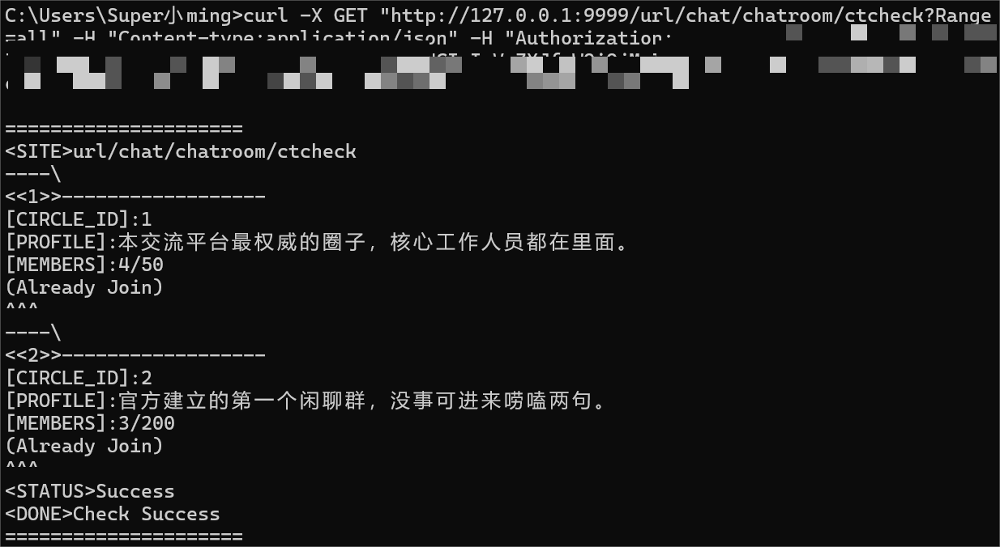 C:\Users\Super小ming>curl -X GET "http://127.0.0.1:9999/url/chat/chatroom/ctcheck?Range
=all" -H "Content-type:application/json" -H "Authorization:
=====================
<SITE>url/chat/chatroom/ctcheck
----\
<<1>>------------------
[CIRCLE_ID]:1
[PROFILE]:本交流平台最权威的圈子，核心工作人员都在里面。
[MEMBERS]:4/50
(Already Join)
^^^
----\
<<2>>------------------
[CIRCLE_ID]:2
[PROFILE]:官方建立的第一个闲聊群，没事可进来唠嗑两句。
[MEMBERS]:3/200
(Already Join)
^^^
<STATUS>Success
<DONE>Check Success
=====================